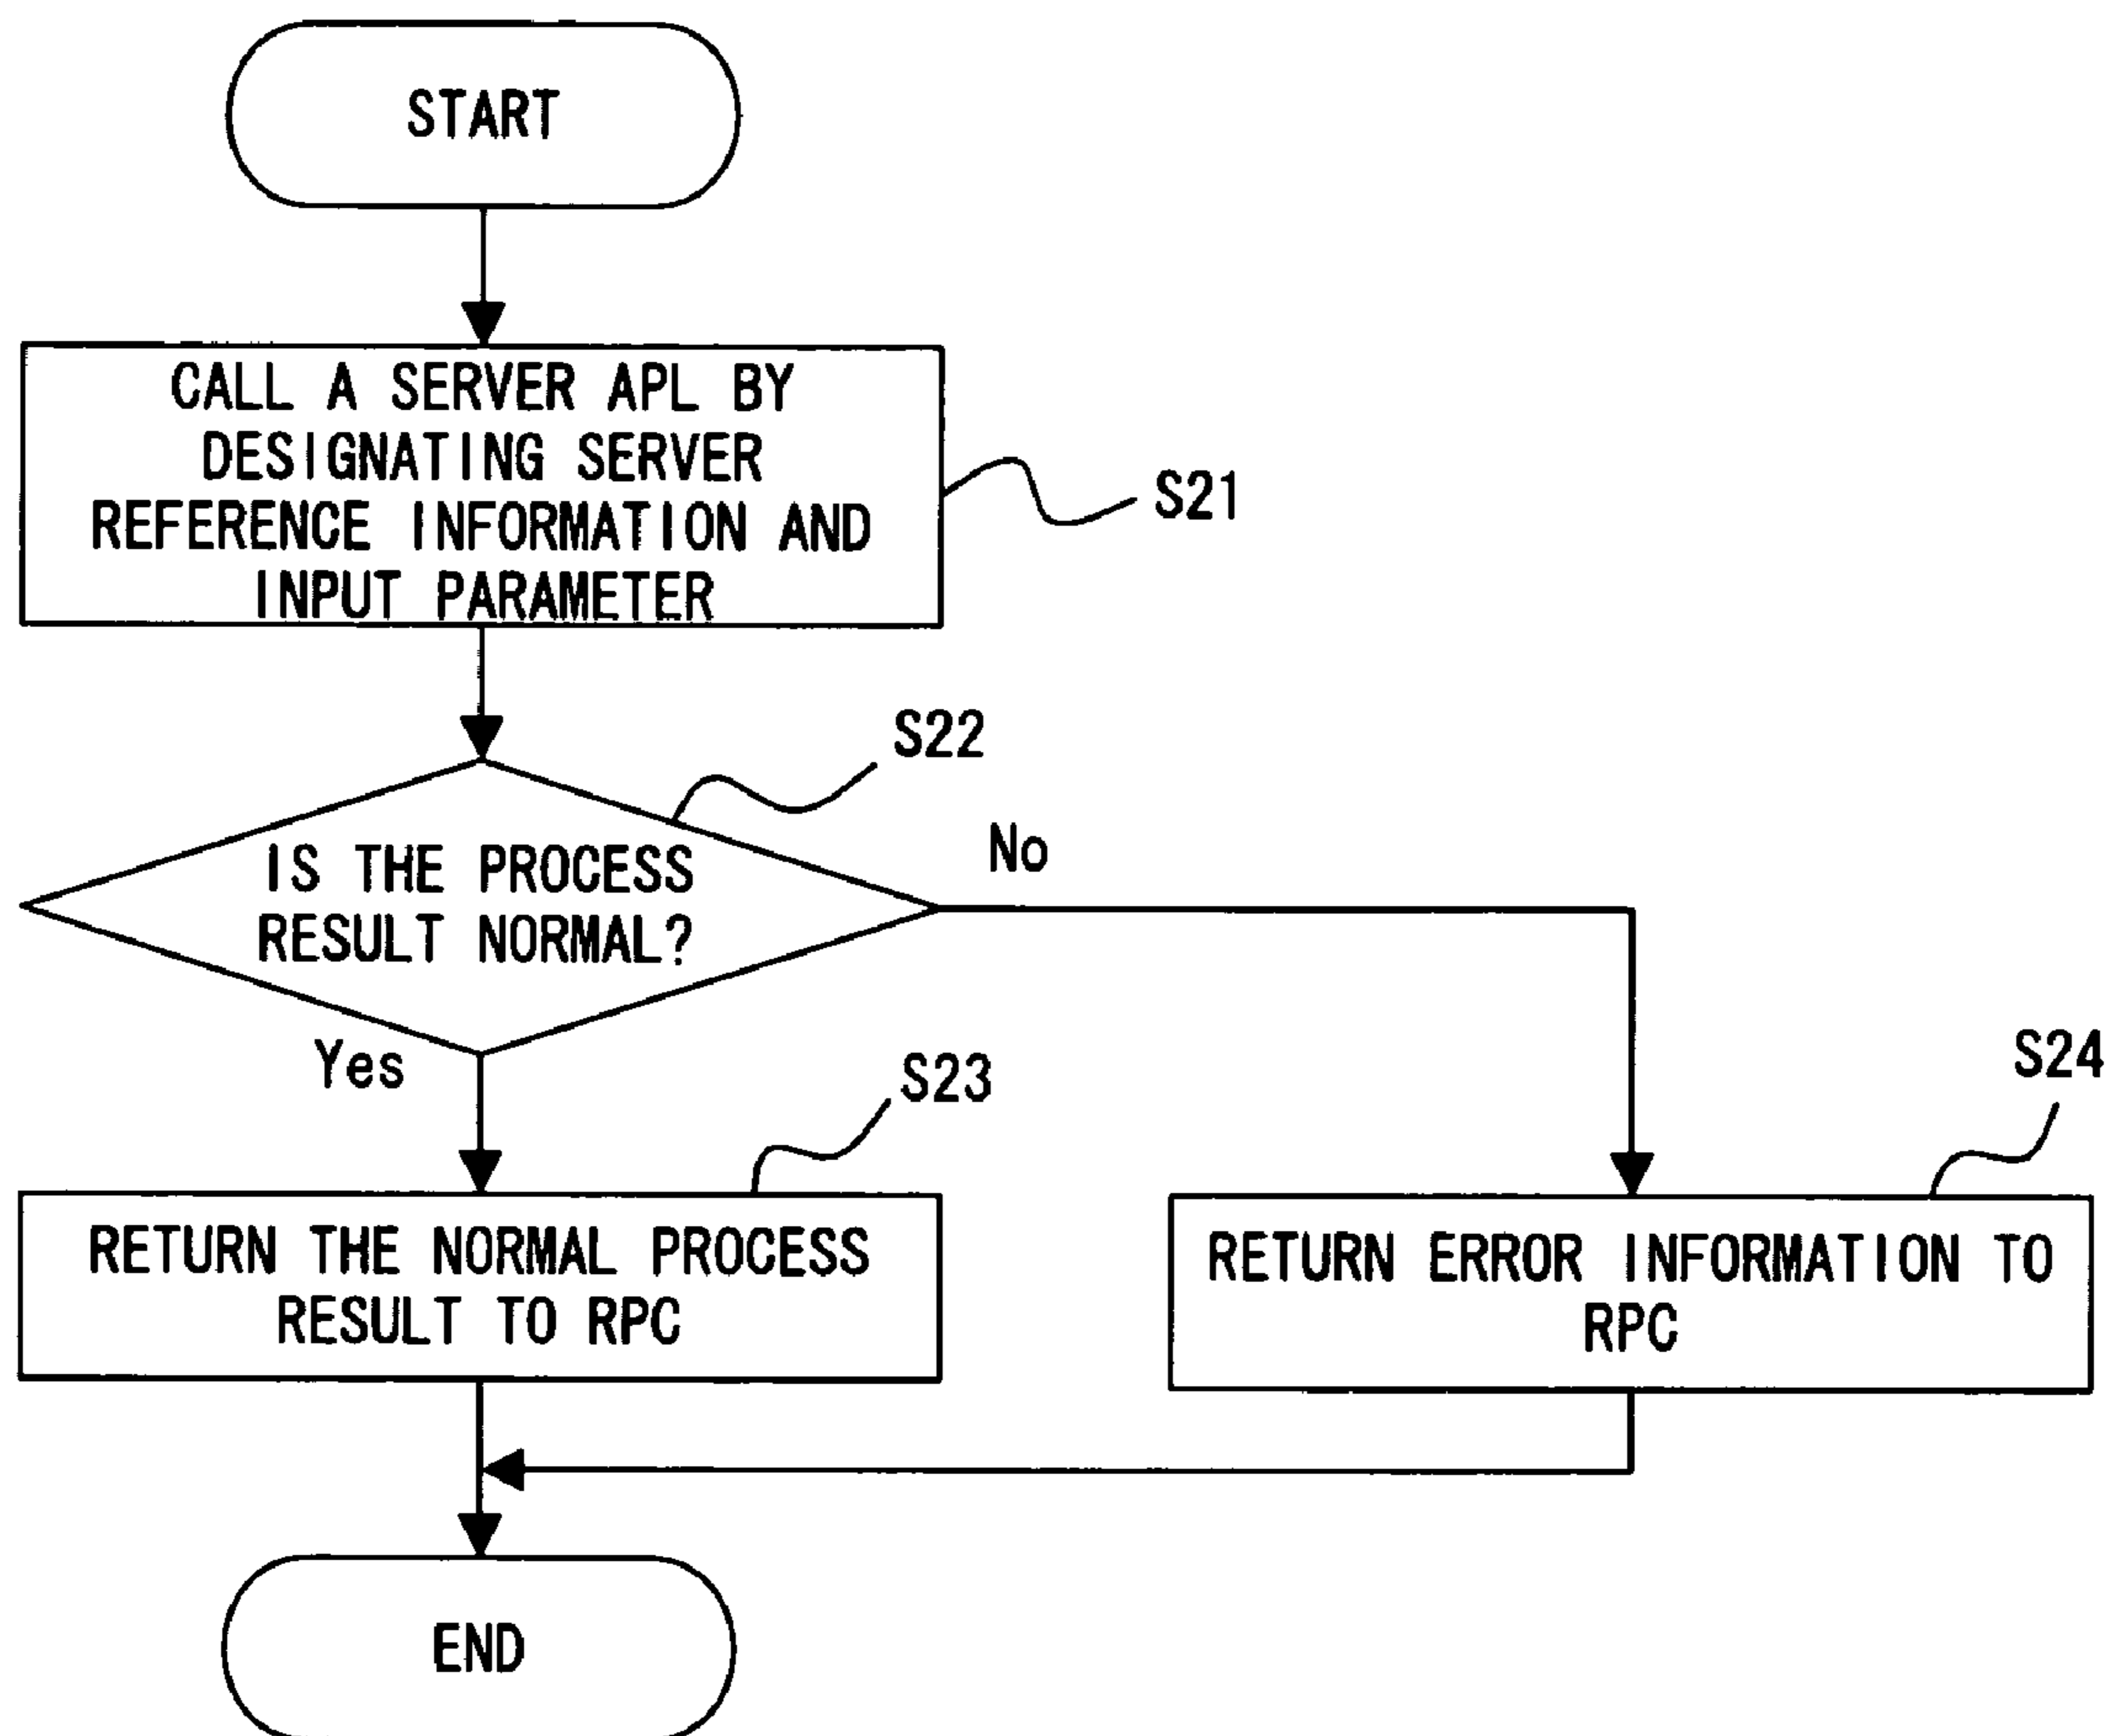 START
CALL A SERVER APL BY
DESIGNATING SERVER
REFERENCE INFORMATION AND
INPUT PARAMETER
S21
S22
IS THE PROCESS
RESULT NORMAL?
No
Yes
S23
S24
RETURN THE NORMAL PROCESS
RESULT TO RPC
RETURN ERROR INFORMATION TO
RPC
END